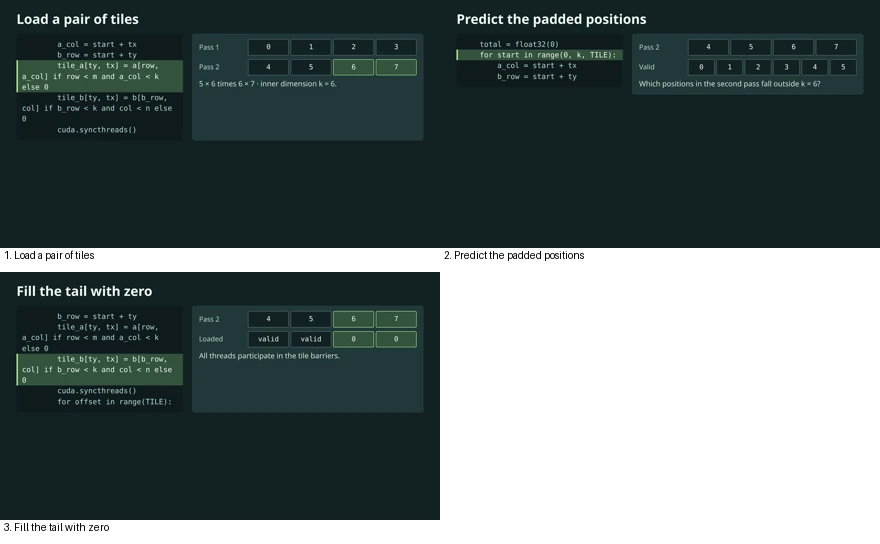 Load a pair of tiles
a_col = start + tx
b_row = start + ty
tile_a[ty, tx] = a[row,
a_col] if row < m and a_col < k
else 0
tile_b[ty, tx] = b[b_row,
col] if b_row < k and col < n else
0
cuda.syncthreads()
Pass 1 0 1 2 3
Pass 2 4 5 6 7
5 × 6 times 6 × 7 · inner dimension k = 6.
1. Load a pair of tiles
Predict the padded positions
total = float32(0)
for start in range(0, k, TILE):
a_col = start + tx
b_row = start + ty
Pass 2 4 5 6 7
Valid 0 1 2 3 4 5
Which positions in the second pass fall outside k = 6?
2. Predict the padded positions
Fill the tail with zero
b_row = start + ty
tile_a[ty, tx] = a[row,
a_col] if row < m and a_col < k
else 0
tile_b[ty, tx] = b[b_row,
col] if b_row < k and col < n else
0
cuda.syncthreads()
for offset in range(TILE):
Pass 2 4 5 6 7
Loaded valid valid 0 0
All threads participate in the tile barriers.
3. Fill the tail with zero